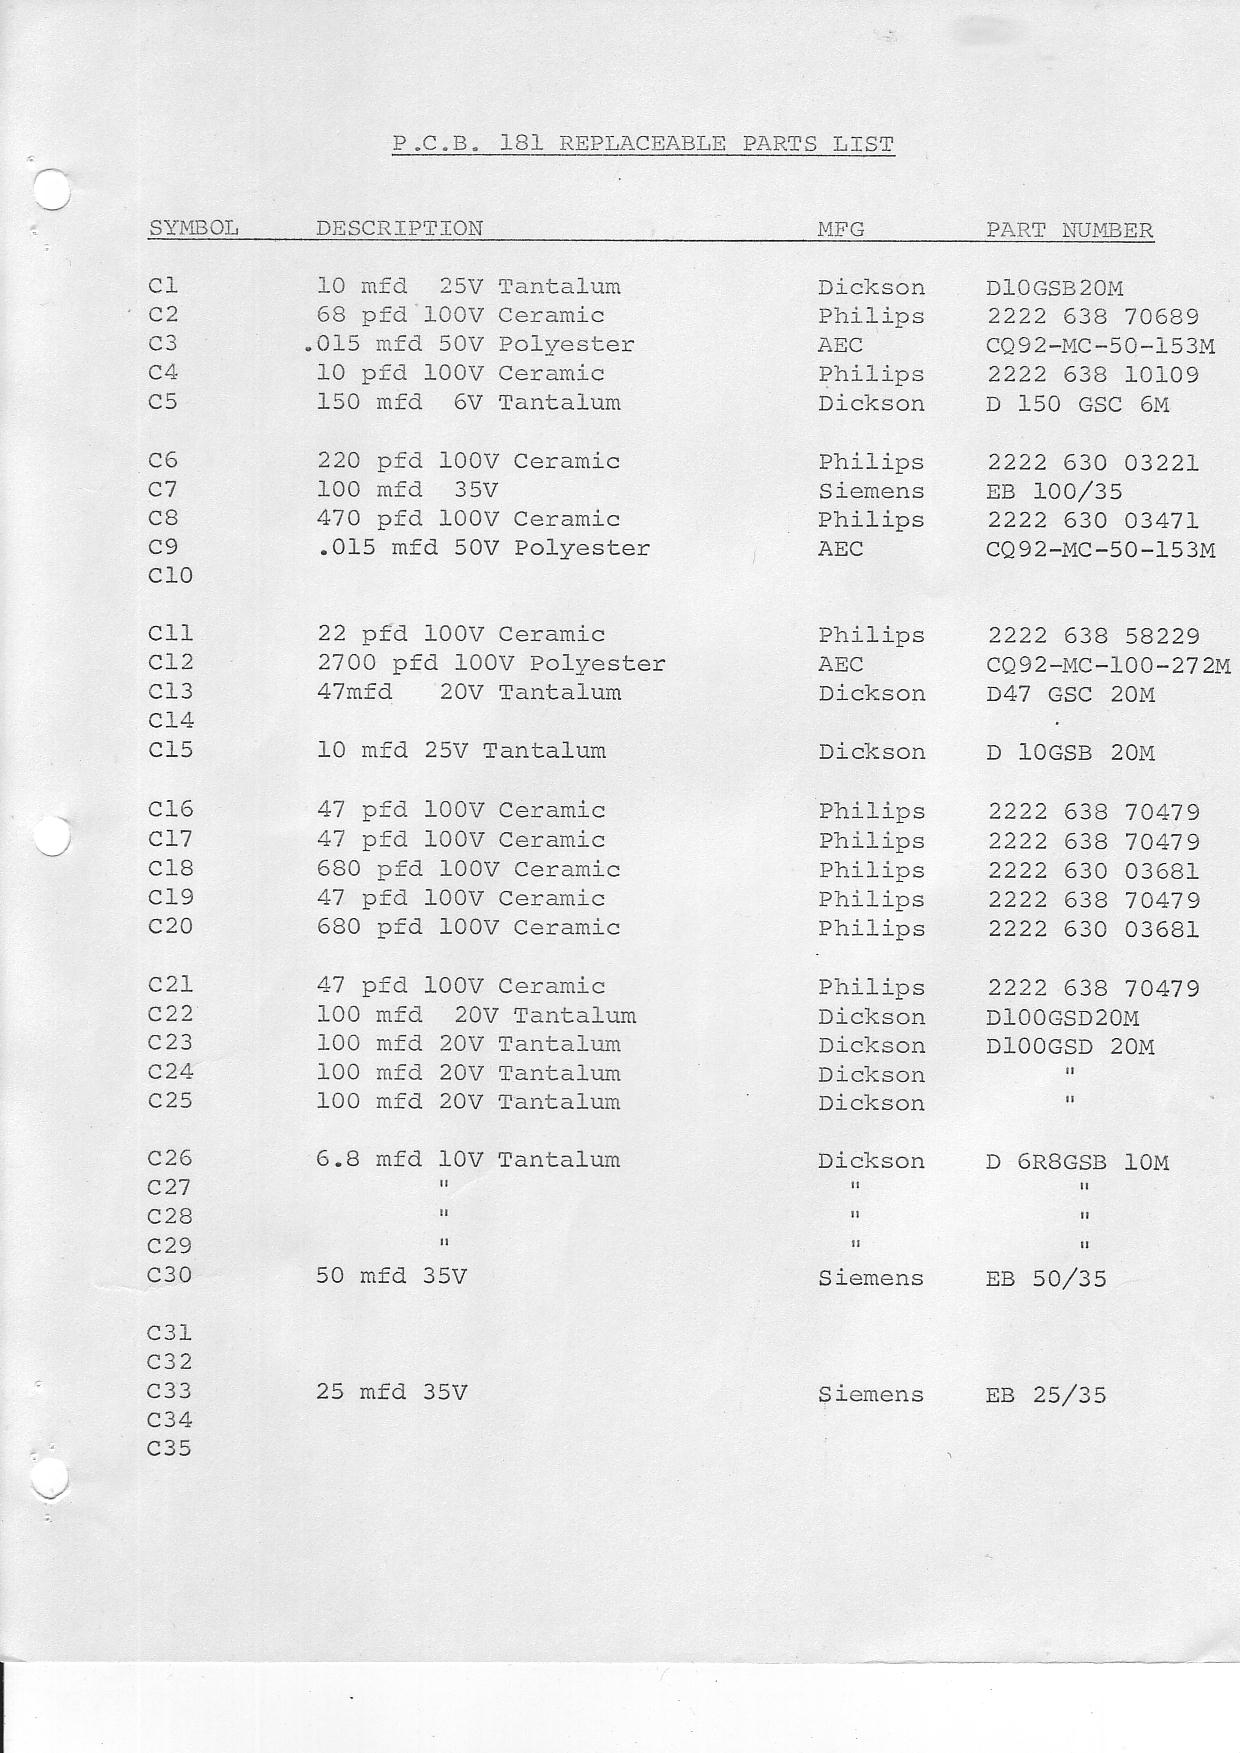 P.C.B. 181 REPLACEABLE PARTS LIST
SYMBOL DESCRIPTION MFG PART NUMBER
C1 10 mfd 25V Tantalum Dickson D10GSB20M
C2 68 pfd 100V Ceramic Philips 2222 638 70689
C3 .015 mfd 50V Polyester AEC CQ92-MC-50-153M
C4 10 pfd 100V Ceramic Philips 2222 638 10109
C5 150 mfd 6V Tantalum Dickson D 150 GSC 6M
C6 220 pfd 100V Ceramic Philips 2222 630 03221
C7 100 mfd 35V Siemens EB 100/35
C8 470 pfd 100V Ceramic Philips 2222 630 03471
C9 .015 mfd 50V Polyester AEC CQ92-MC-50-153M
C10
C11 22 pfd 100V Ceramic Philips 2222 638 58229
C12 2700 pfd 100V Polyester AEC CQ92-MC-100-272M
C13 47mfd 20V Tantalum Dickson D47 GSC 20M
C14
C15 10 mfd 25V Tantalum Dickson D 10GSB 20M
C16 47 pfd 100V Ceramic Philips 2222 638 70479
C17 47 pfd 100V Ceramic Philips 2222 638 70479
C18 680 pfd 100V Ceramic Philips 2222 630 03681
C19 47 pfd 100V Ceramic Philips 2222 638 70479
C20 680 pfd 100V Ceramic Philips 2222 630 03681
C21 47 pfd 100V Ceramic Philips 2222 638 70479
C22 100 mfd 20V Tantalum Dickson D100GSD20M
C23 100 mfd 20V Tantalum Dickson D100GSD 20M
C24 100 mfd 20V Tantalum Dickson "
C25 100 mfd 20V Tantalum Dickson "
C26 6.8 mfd 10V Tantalum Dickson D 6R8GSB 10M
C27 " " "
C28 " " "
C29 " " "
C30 50 mfd 35V Siemens EB 50/35
C31
C32
C33 25 mfd 35V Siemens EB 25/35
C34
C35